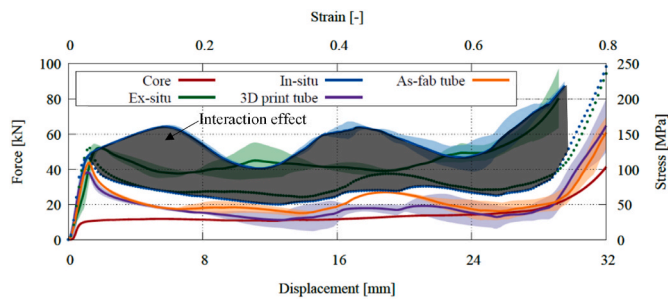 Strain [-]
0 0.2 0.4 0.6 0.8
100 250
Core In-situ As-fab tube
Ex-situ 3D print tube
80 200
Interaction effect
60 150
40 100
20 50
0 0
0 8 16 24 32
Force [kN]
Stress [MPa]
Displacement [mm]